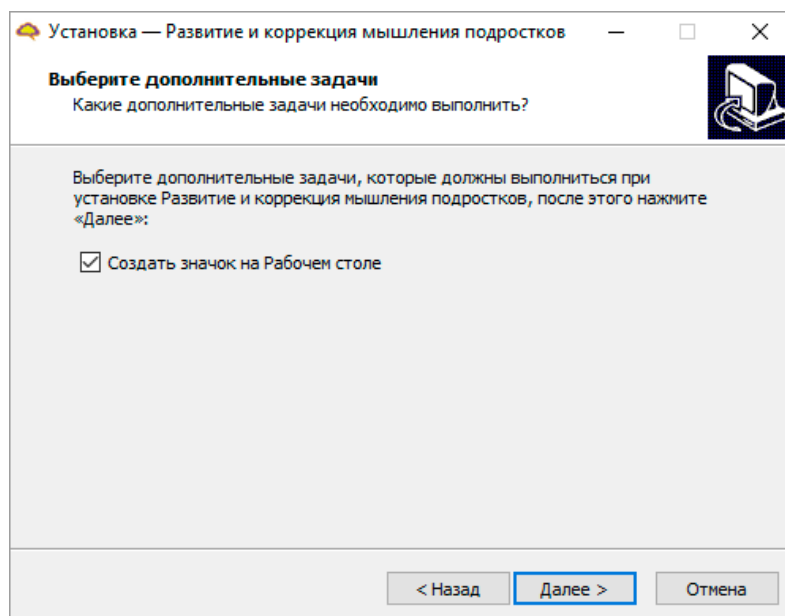 Установка — Развитие и коррекция мышления подростков
Выберите дополнительные задачи
Какие дополнительные задачи необходимо выполнить?
Выберите дополнительные задачи, которые должны выполниться при
установке Развитие и коррекция мышления подростков, после этого нажмите
«Далее»:
Создать значок на Рабочем столе
< Назад
Далее >
Отмена